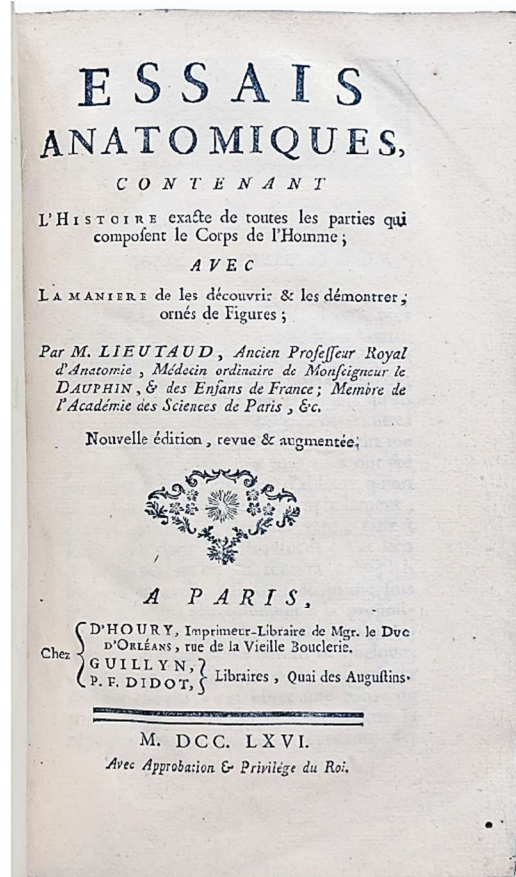 ESSAIS
ANATOMIQUES,
CONTENANT
L'HISTOIRE exacte de toutes les parties qui
compoſent le Corps de l'Homme;
AVEC
LA MANIERE de les découvrir & les démontrer,
ornés de Figures;
Par M. LIEUTAUD, Ancien Profeſſeur Royal
d'Anatomie, Médecin ordinaire de Monſeigneur le
DAUPHIN, & des Enfans de France; Membre de
l'Académie des Sciences de Paris, &c.
Nouvelle édition, revue & augmentée;
A PARIS,
Chez
D'HOURY, Imprimeur-Libraire de Mgr. le Duc
D'ORLÉANS, rue de la Vieille Bouclerie.
GUILLYN,
P. F. DIDOT,
Libraires, Quai des Auguſtins.
M. DCC. LXVI.
Avec Approbation & Privilége du Roi.